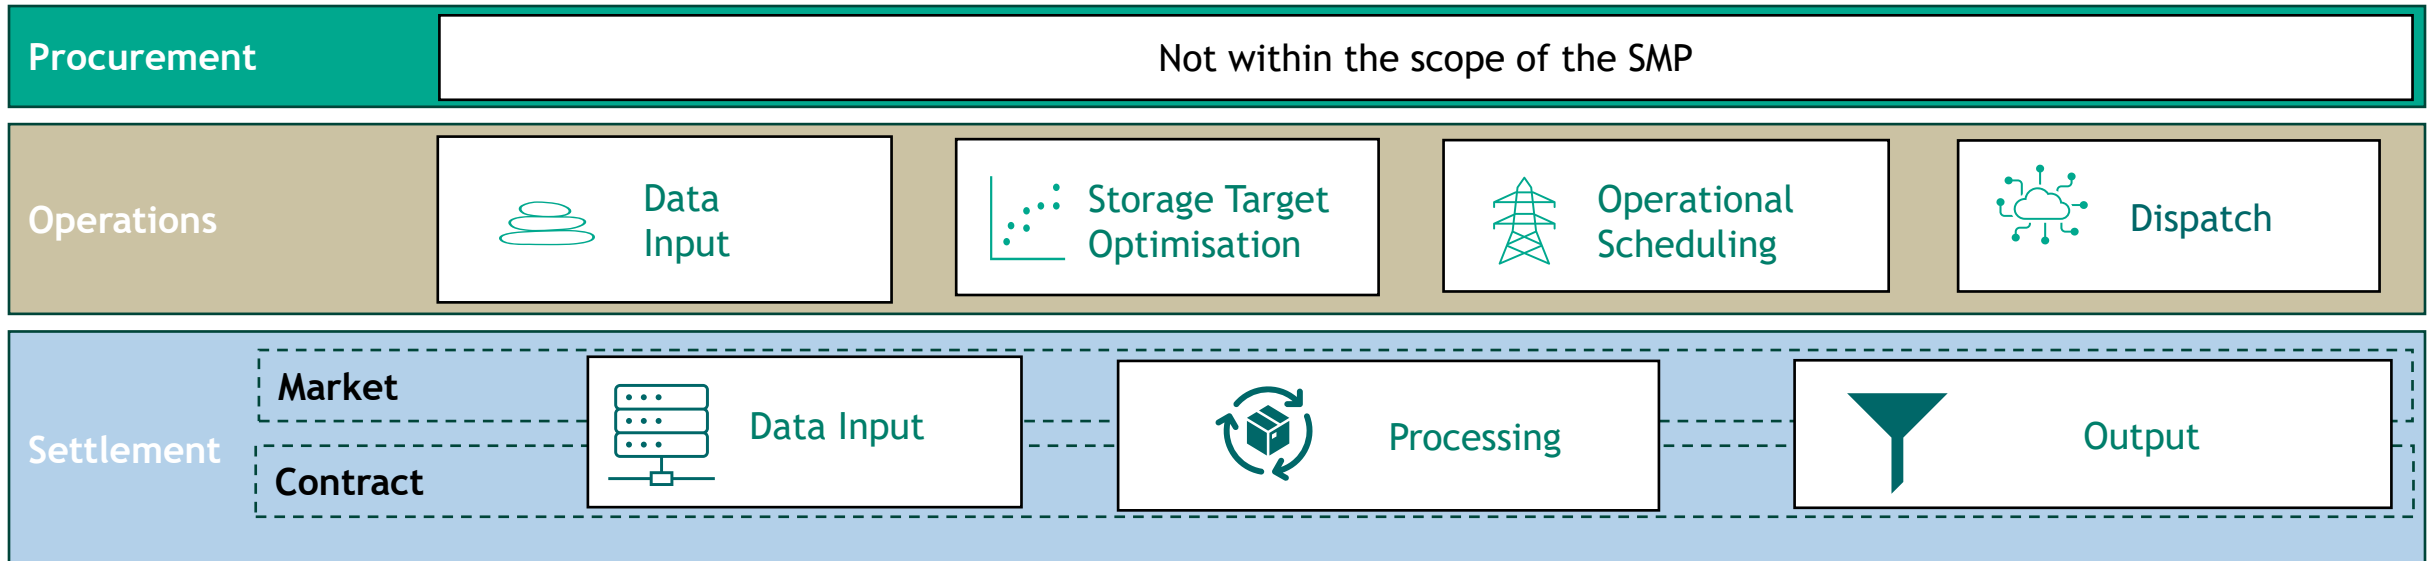 Procurement
Not within the scope of the SMP
Operations
Data
Input
Storage Target
Optimisation
Operational
Scheduling
Dispatch
Settlement
Market
Contract
Data Input
Processing
Output